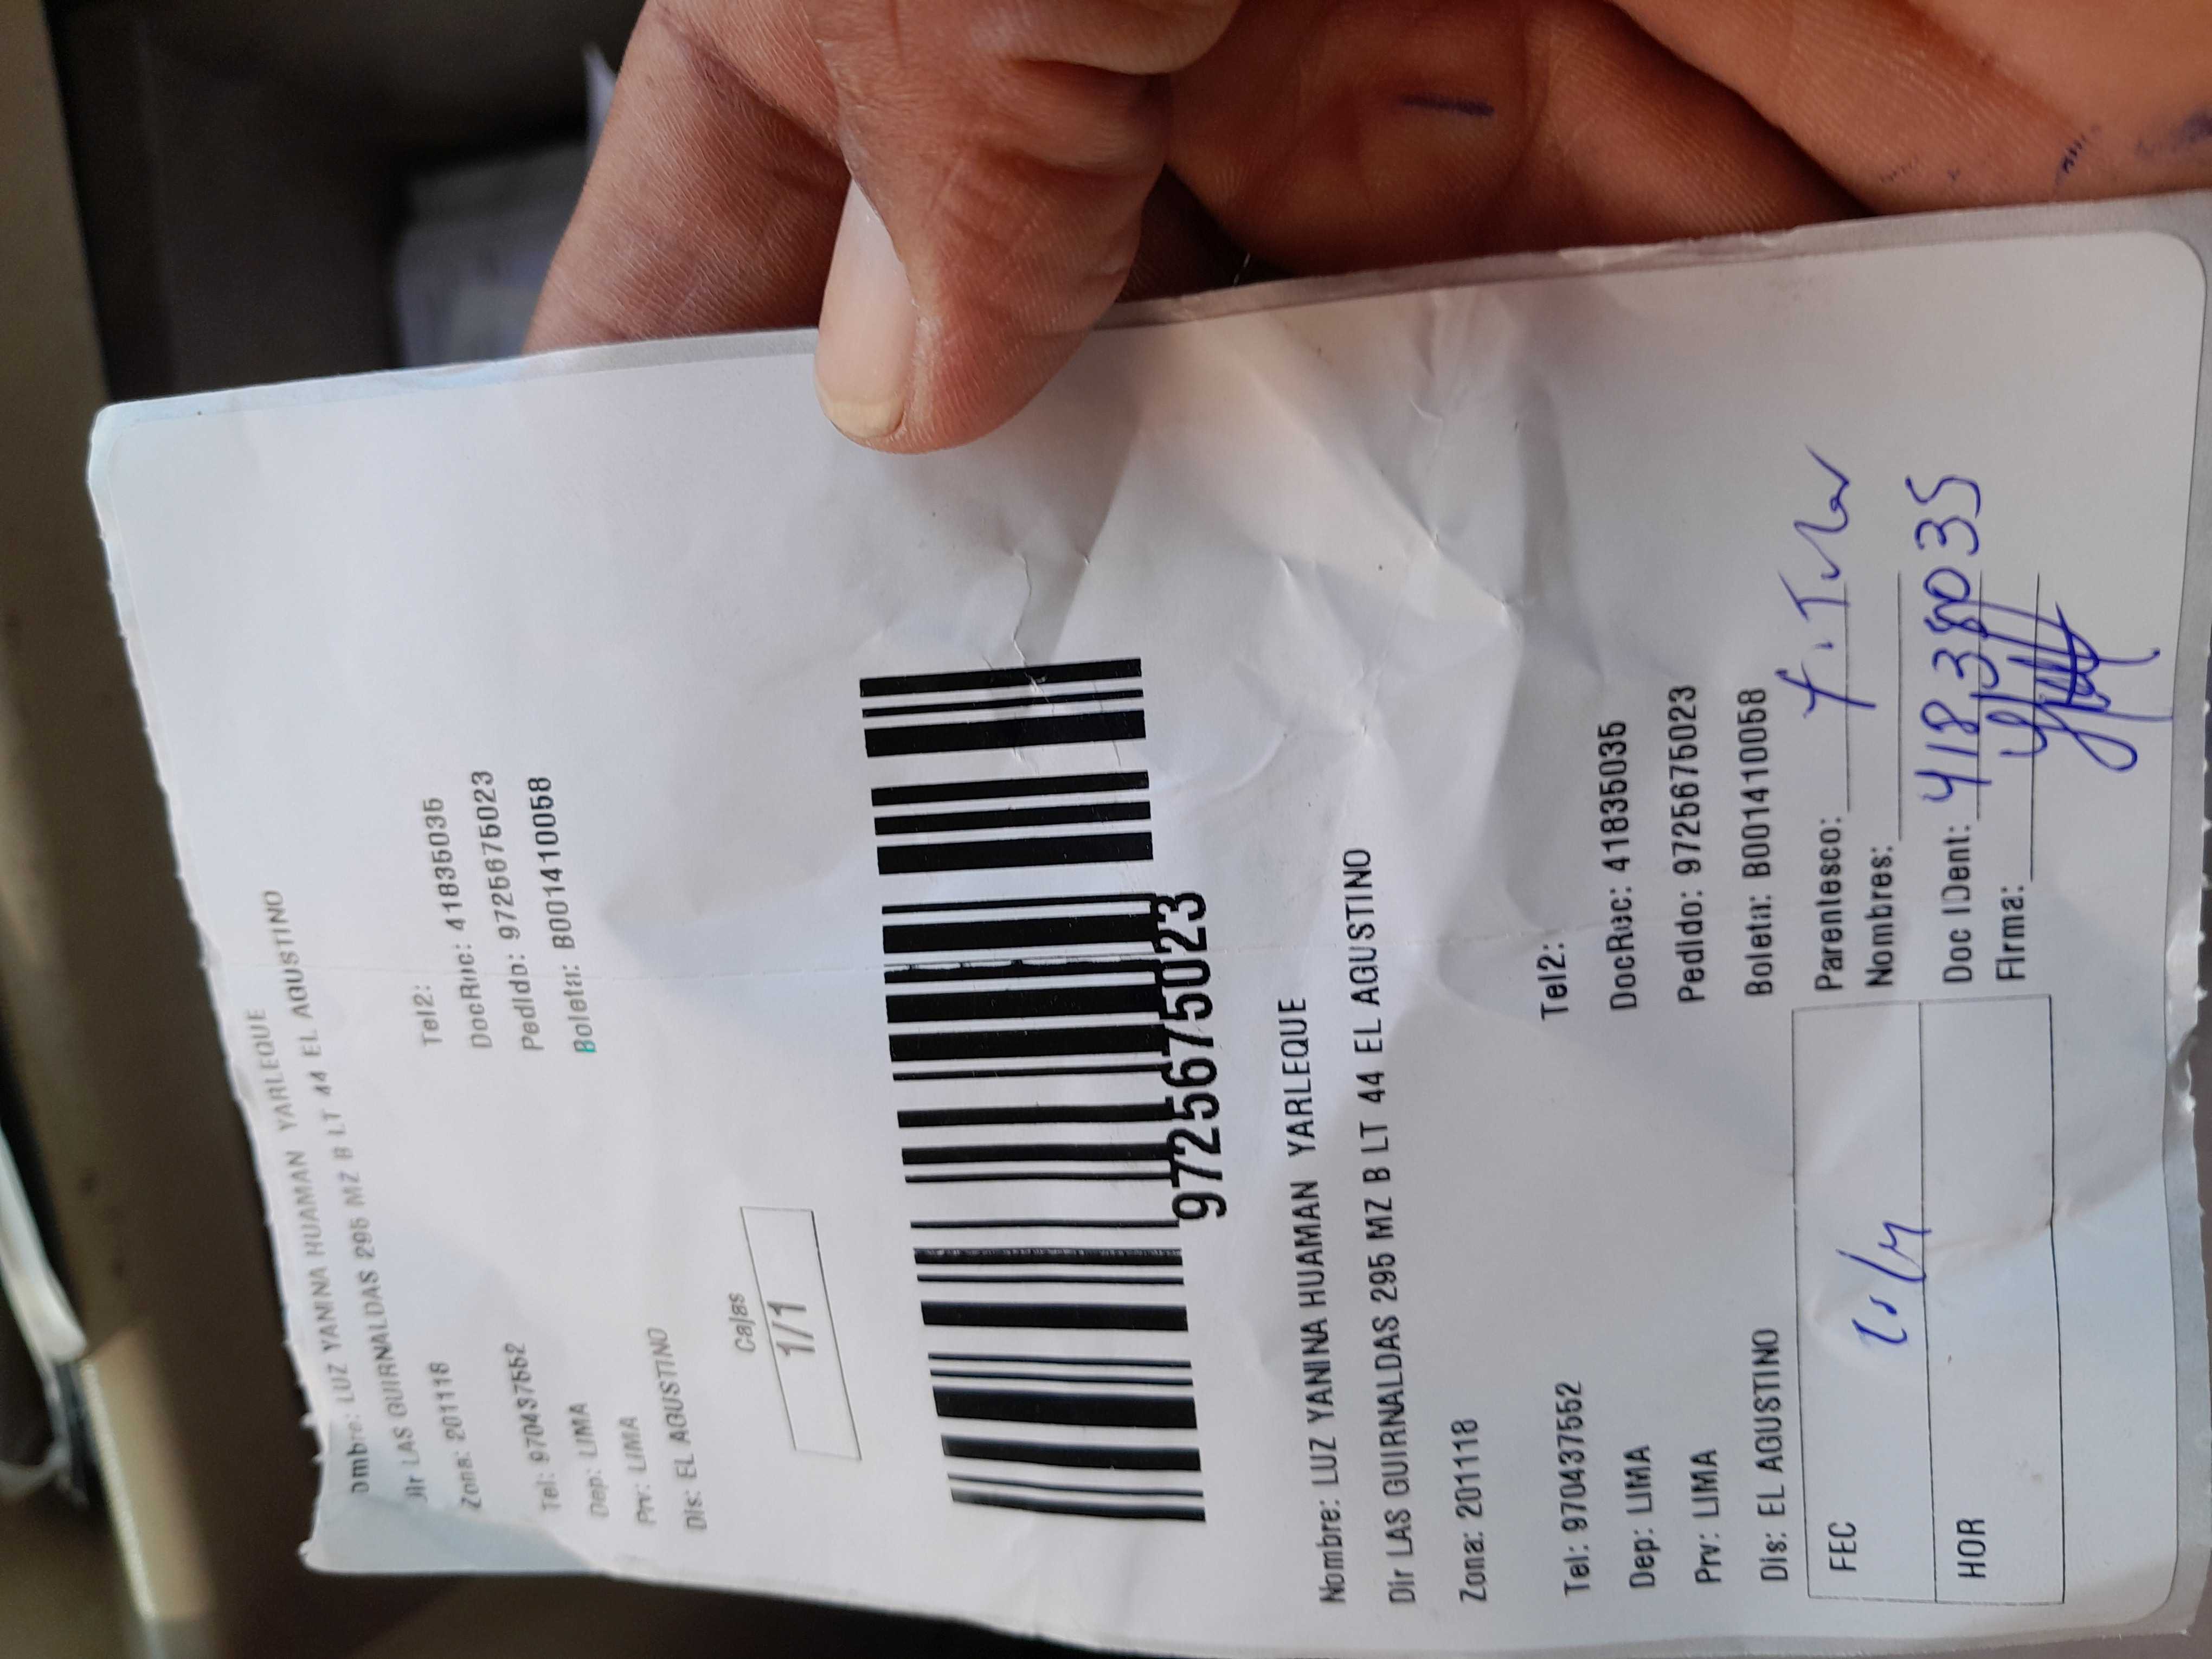 ombre: LUZ YANINA HUAMAN YARLEQUE
Dir LAS GUIRNALDAS 295 MZ B LT 44 EL AGUSTINO
Zona: 201118
Tel: 970437552 Tel2:
Dep: LIMA DocRuc: 41835035
Prv: LIMA Pedido: 9725675023
Dis: EL AGUSTINO Boleta: B001410058
Cajas
1/1
9725675023
Nombre: LUZ YANINA HUAMAN YARLEQUE
Dir LAS GUIRNALDAS 295 MZ B LT 44 EL AGUSTINO
Zona: 201118
Tel: 970437552 Tel2:
Dep: LIMA DocRuc: 41835035
Prv: LIMA Pedido: 9725675023
Dis: EL AGUSTINO Boleta: B001410058
FEC Parentesco:
Nombres:
HOR Doc IDent: 41835035
Firma: